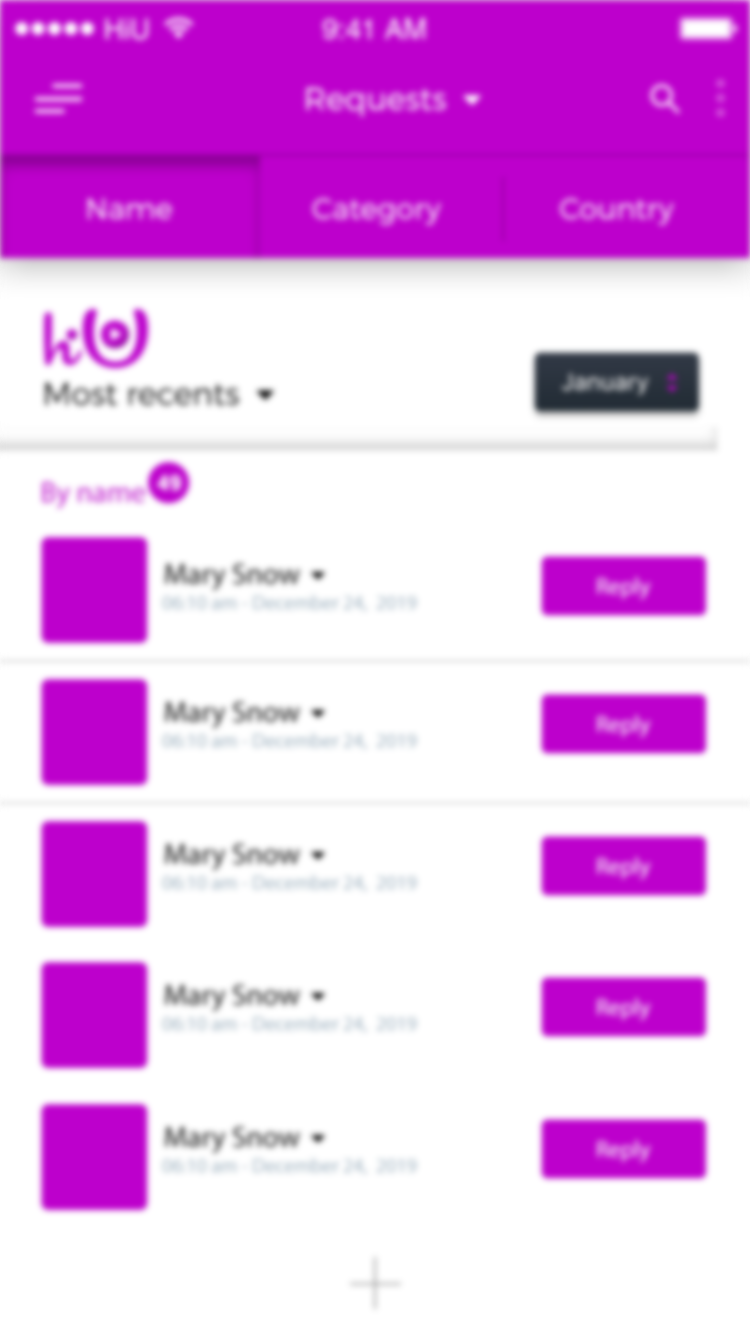 HiU 9:41 AM
Requests
Name Category Country
hiU
Most recents
January
By name 49
Mary Snow
06:10 am - December 24, 2019
Reply
Mary Snow
06:10 am - December 24, 2019
Reply
Mary Snow
06:10 am - December 24, 2019
Reply
Mary Snow
06:10 am - December 24, 2019
Reply
Mary Snow
06:10 am - December 24, 2019
Reply